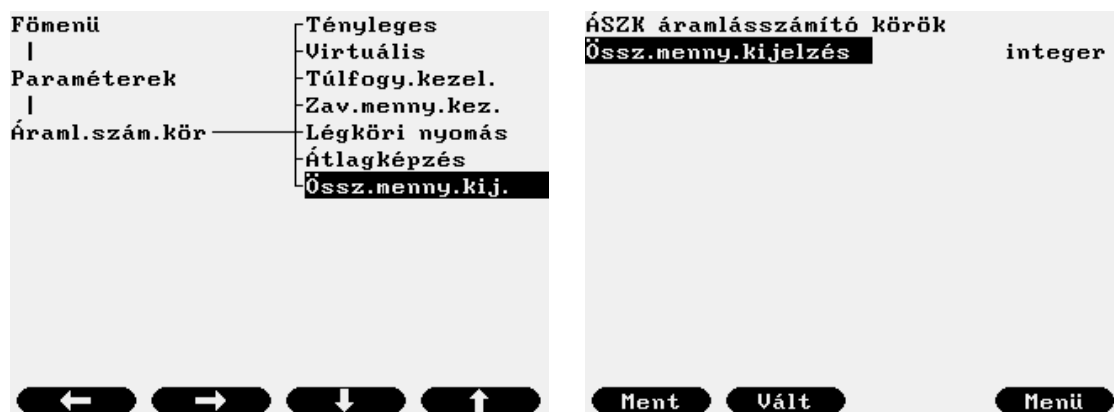 Fömenü
Paraméterek
Áraml.szám.kör
Tényleges
Virtuális
Túlfogy.kezel.
Zav.menny.kez.
Légköri nyomás
Átlagképzés
Össz.menny.kij.
ÁSZK áramlásszámító körök
Össz.menny.kijelzés integer
Ment Vált Menü